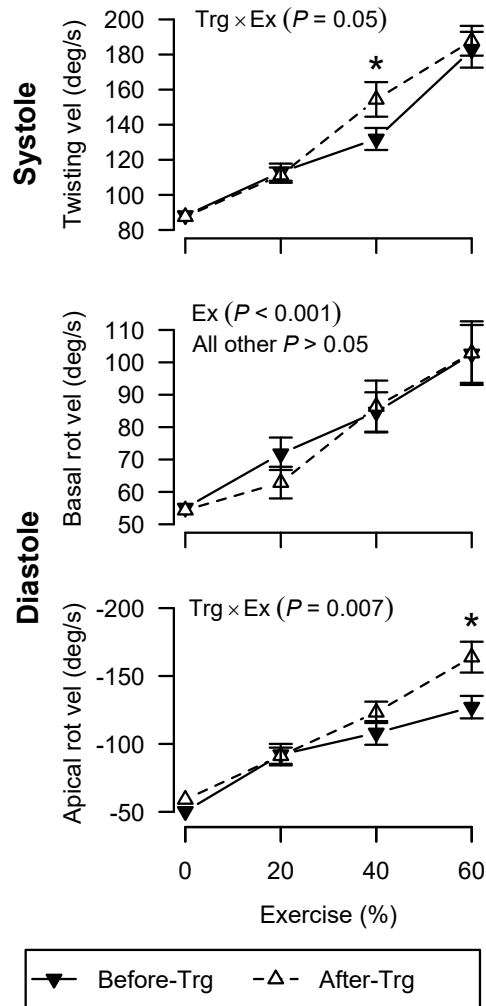 Systole
Twisting vel (deg/s)
Trg × Ex (P = 0.05)
200
180
160
140
120
100
80
*
Diastole
Basal rot vel (deg/s)
Ex (P < 0.001)
All other P > 0.05
110
100
90
80
70
60
50
Apical rot vel (deg/s)
Trg × Ex (P = 0.007)
-200
-150
-100
-50
*
0 20 40 60
Exercise (%)
Before-Trg After-Trg